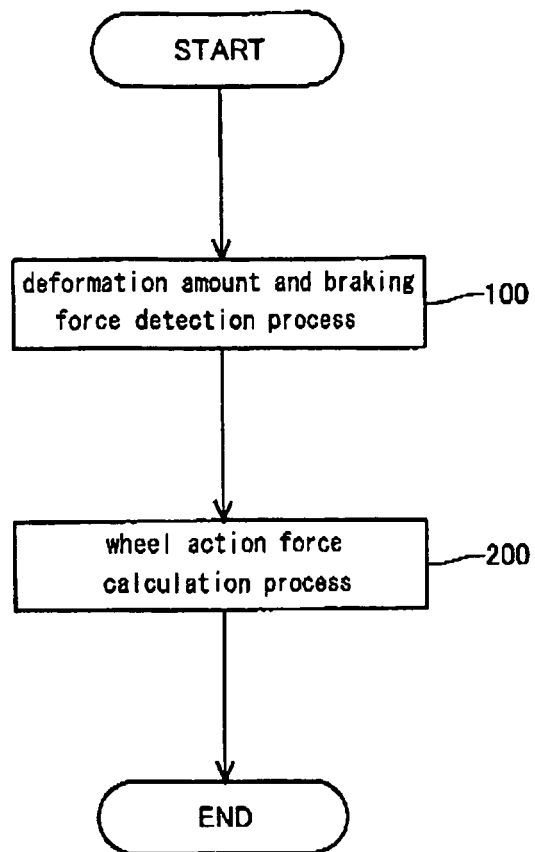 START
deformation amount and braking
force detection process
100
wheel action force
calculation process
200
END